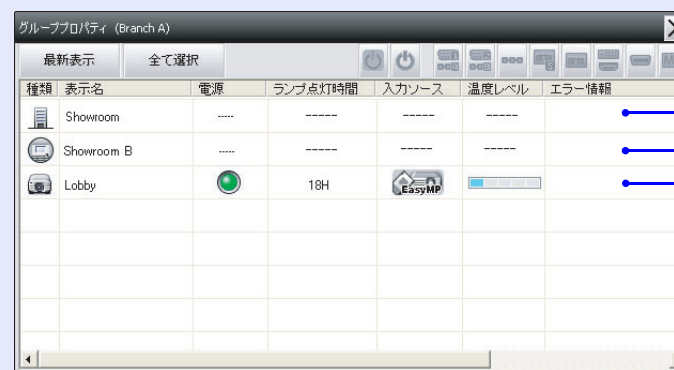 グループプロパティ (Branch A)
最新表示 全て選択
種類 表示名 電源 ランプ点灯時間 入力ソース 温度レベル エラー情報
Showroom ----- ----- ----- -----
Showroom B ----- ----- ----- -----
Lobby 18H EasyMP